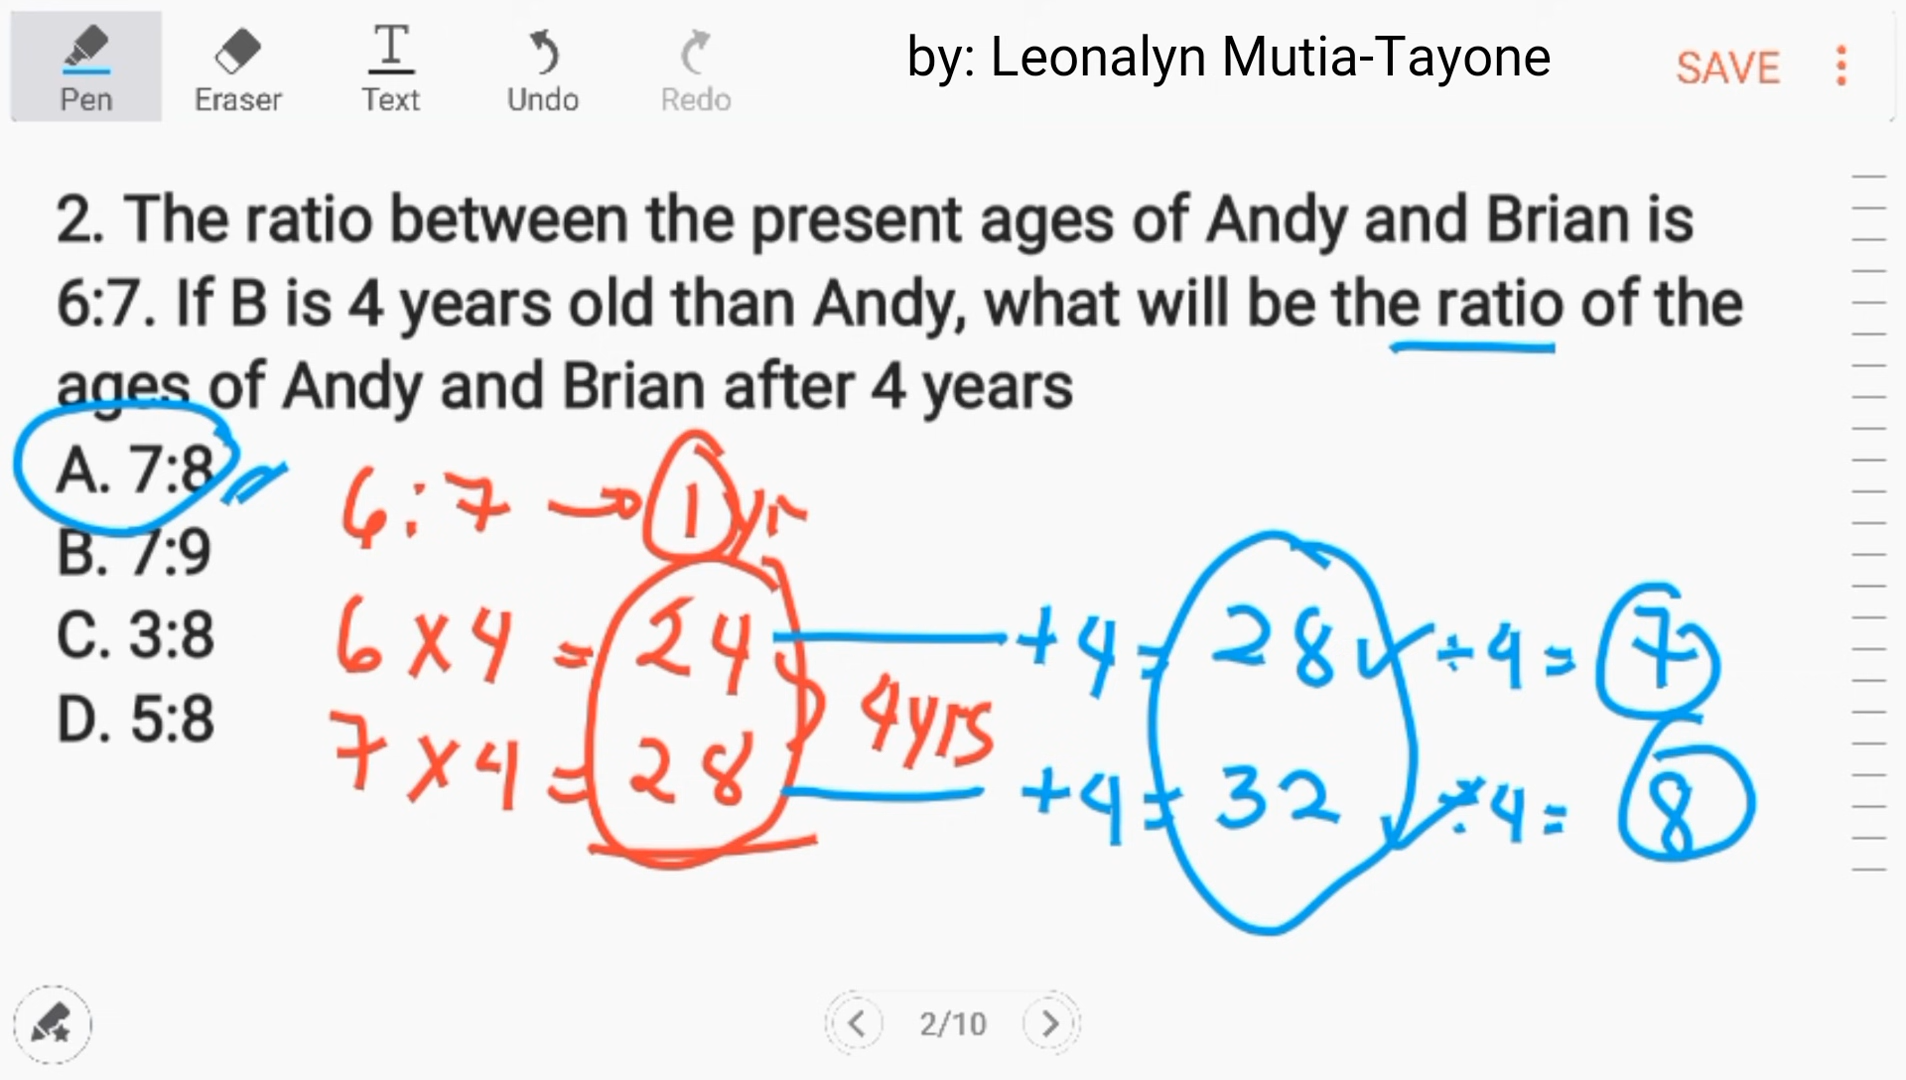 Pen Eraser Text Undo Redo by: Leonalyn Mutia-Tayone SAVE
2. The ratio between the present ages of Andy and Brian is
6:7. If B is 4 years old than Andy, what will be the ratio of the
ages of Andy and Brian after 4 years
A. 7:8
B. 7:9
C. 3:8
D. 5:8
6:7 → 1 yr
6 x 4 = 24 +4 = 28 ÷4 = 7
4yrs
7 x 4 = 28 +4 = 32 ÷4 = 8
2/10